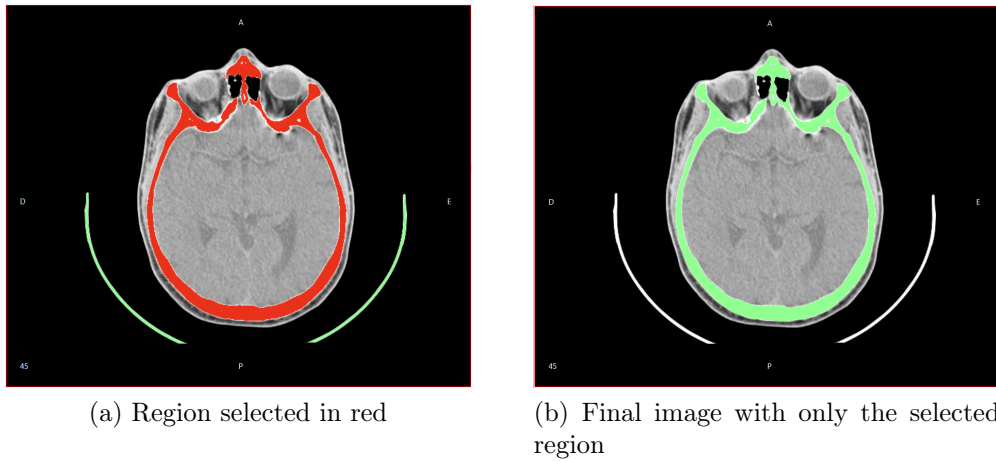 A
A
D
E
D
E
45
P
45
P
(a) Region selected in red
(b) Final image with only the selected
region